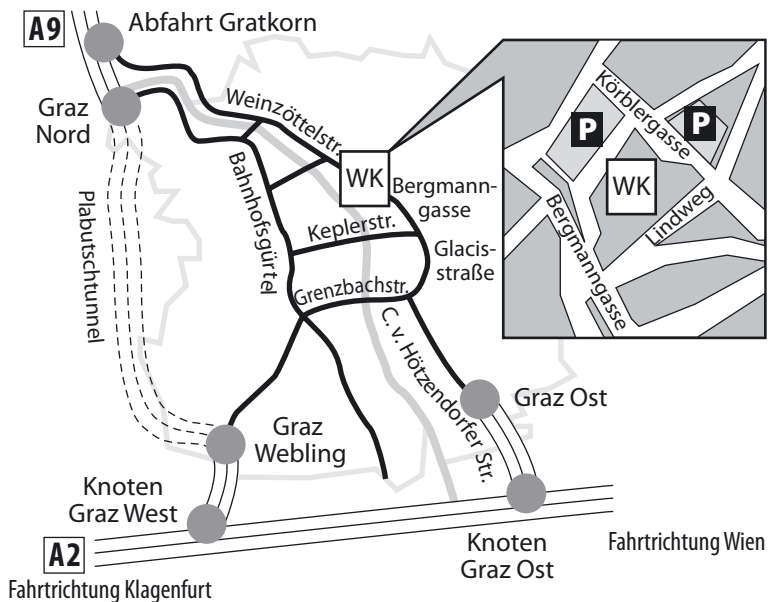 A9
Abfahrt Gratkorn
Graz
Nord
Weinzöttelstr.
WK
Bergmann-
gasse
Bahnhofsgürtel
Keplerstr.
Glacis-
straße
Grenzbachstr.
Plabutschtunnel
C. v. Hötzendorfer Str.
Graz Ost
Graz
Webling
Knoten
Graz West
A2
Knoten
Graz Ost
Fahrtrichtung Wien
Fahrtrichtung Klagenfurt
Körblergasse
P
P
WK
Lindweg
Bergmanngasse